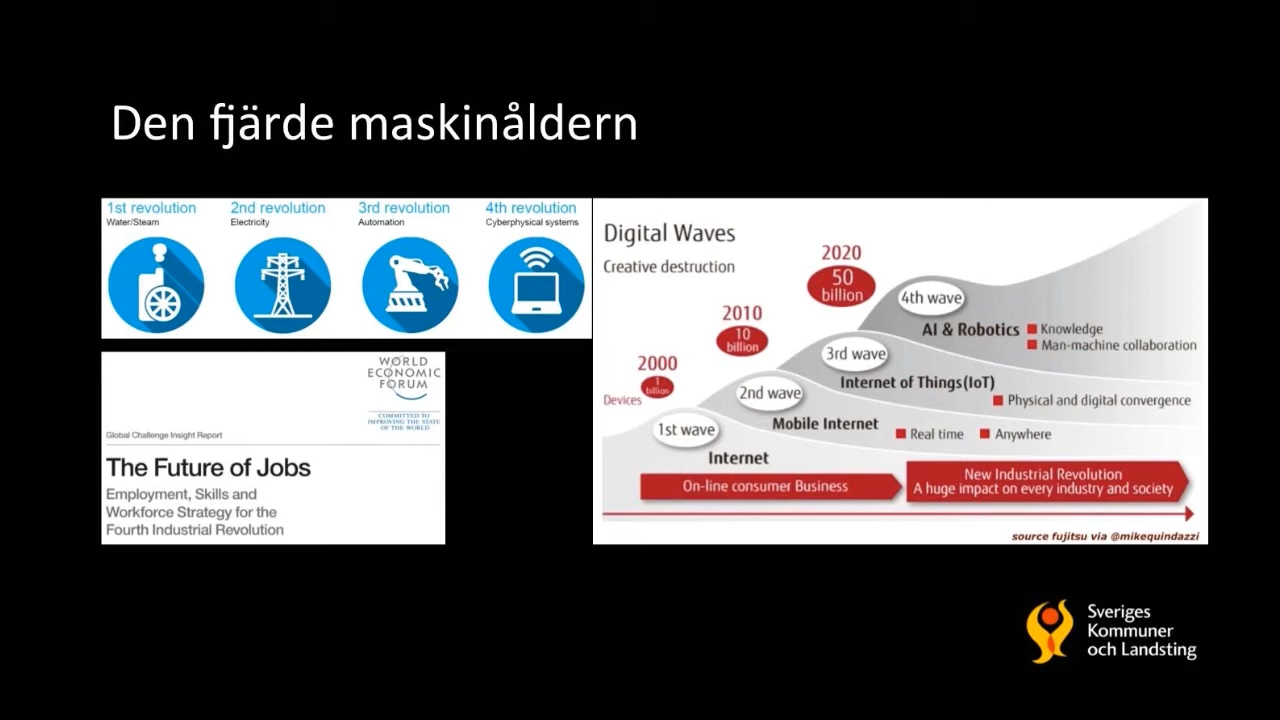 Den fjärde maskinåldern
1st revolution
Water/Steam
2nd revolution
Electricity
3rd revolution
Automation
4th revolution
Cyberphysical systems
WORLD
ECONOMIC
FORUM
COMMITTED TO
IMPROVING THE STATE
OF THE WORLD
Global Challenge Insight Report
The Future of Jobs
Employment, Skills and
Workforce Strategy for the
Fourth Industrial Revolution
Digital Waves
Creative destruction
2020
50
billion
2010
10
billion
2000
1
billion
Devices
4th wave
AI & Robotics
Knowledge
Man-machine collaboration
3rd wave
Internet of Things(IoT)
Physical and digital convergence
2nd wave
Mobile Internet
Real time
Anywhere
1st wave
Internet
On-line consumer Business
New Industrial Revolution
A huge impact on every industry and society
source fujitsu via @mikequindazzi
Sveriges
Kommuner
och Landsting